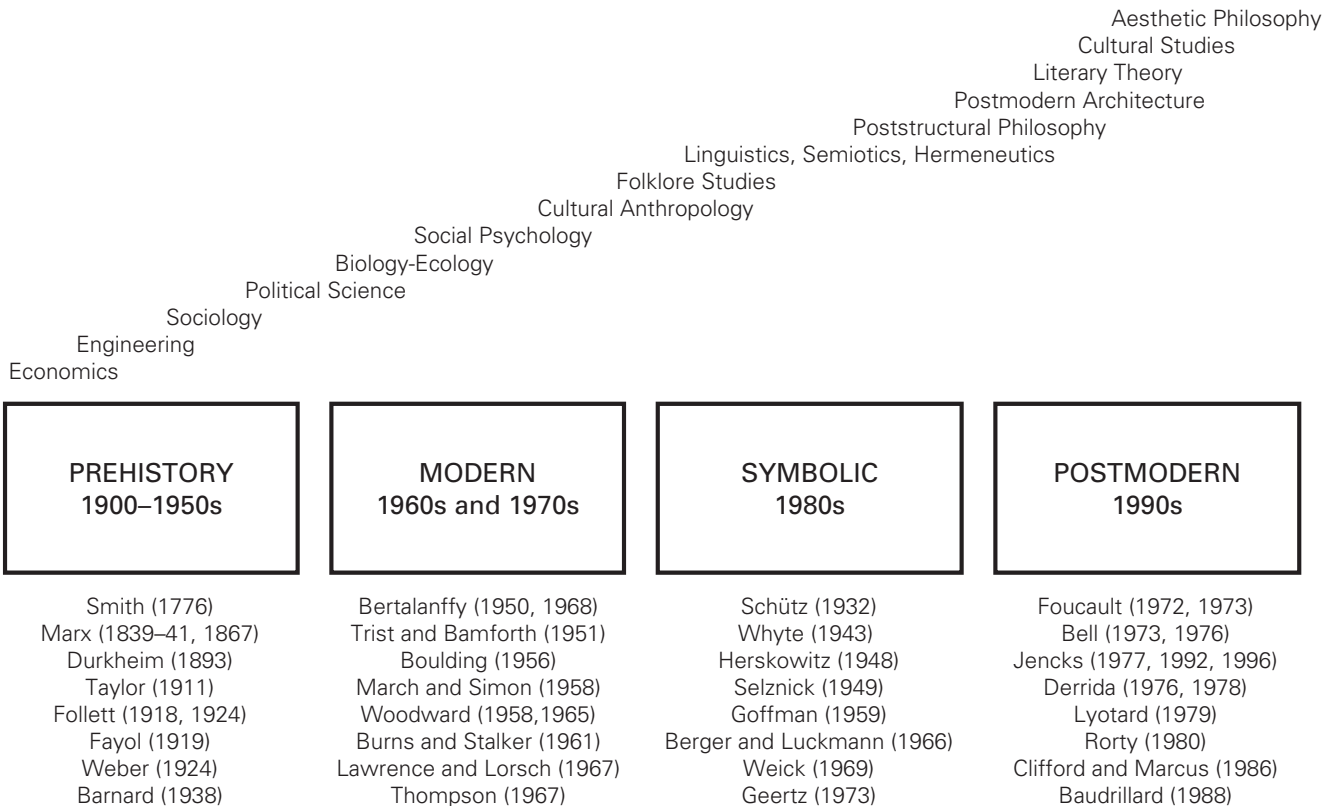 Aesthetic Philosophy
Cultural Studies
Literary Theory
Postmodern Architecture
Poststructural Philosophy
Linguistics, Semiotics, Hermeneutics
Folklore Studies
Cultural Anthropology
Social Psychology
Biology-Ecology
Political Science
Sociology
Engineering
Economics
PREHISTORY
1900–1950s
MODERN
1960s and 1970s
SYMBOLIC
1980s
POSTMODERN
1990s
Smith (1776)
Marx (1839–41, 1867)
Durkheim (1893)
Taylor (1911)
Follett (1918, 1924)
Fayol (1919)
Weber (1924)
Barnard (1938)
Bertalanffy (1950, 1968)
Trist and Bamforth (1951)
Boulding (1956)
March and Simon (1958)
Woodward (1958,1965)
Burns and Stalker (1961)
Lawrence and Lorsch (1967)
Thompson (1967)
Schütz (1932)
Whyte (1943)
Herskowitz (1948)
Selznick (1949)
Goffman (1959)
Berger and Luckmann (1966)
Weick (1969)
Geertz (1973)
Foucault (1972, 1973)
Bell (1973, 1976)
Jencks (1977, 1992, 1996)
Derrida (1976, 1978)
Lyotard (1979)
Rorty (1980)
Clifford and Marcus (1986)
Baudrillard (1988)